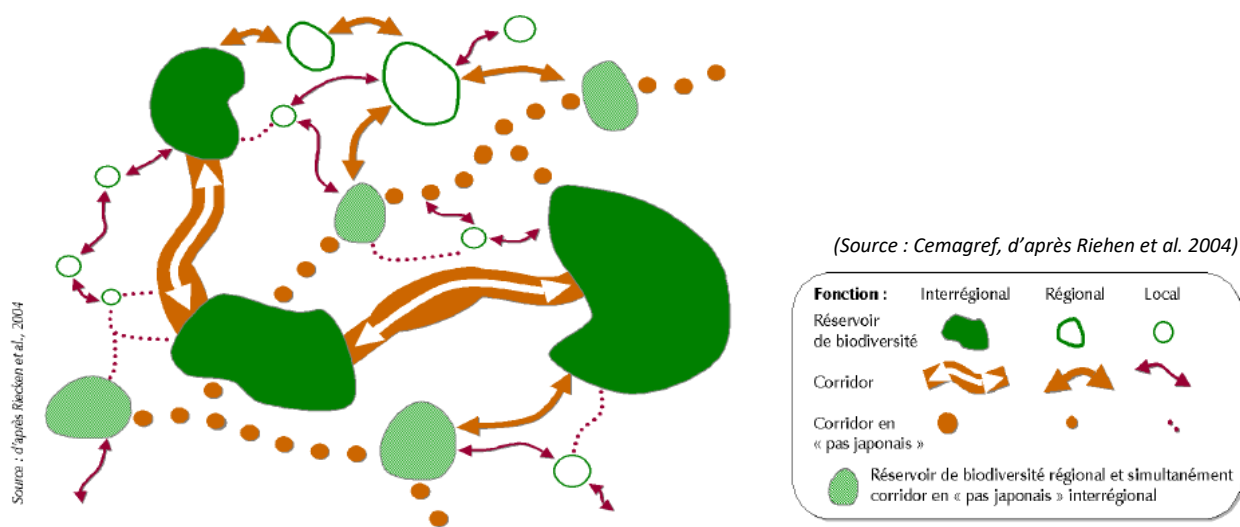 Source : d'après Riecken et al., 2004
(Source : Cemagref, d'après Riehen et al. 2004)
Fonction : Interrégional Régional Local
Réservoir
de biodiversité
Corridor
Corridor en
« pas japonais »
Réservoir de biodiversité régional et simultanément
corridor en « pas japonais » interrégional